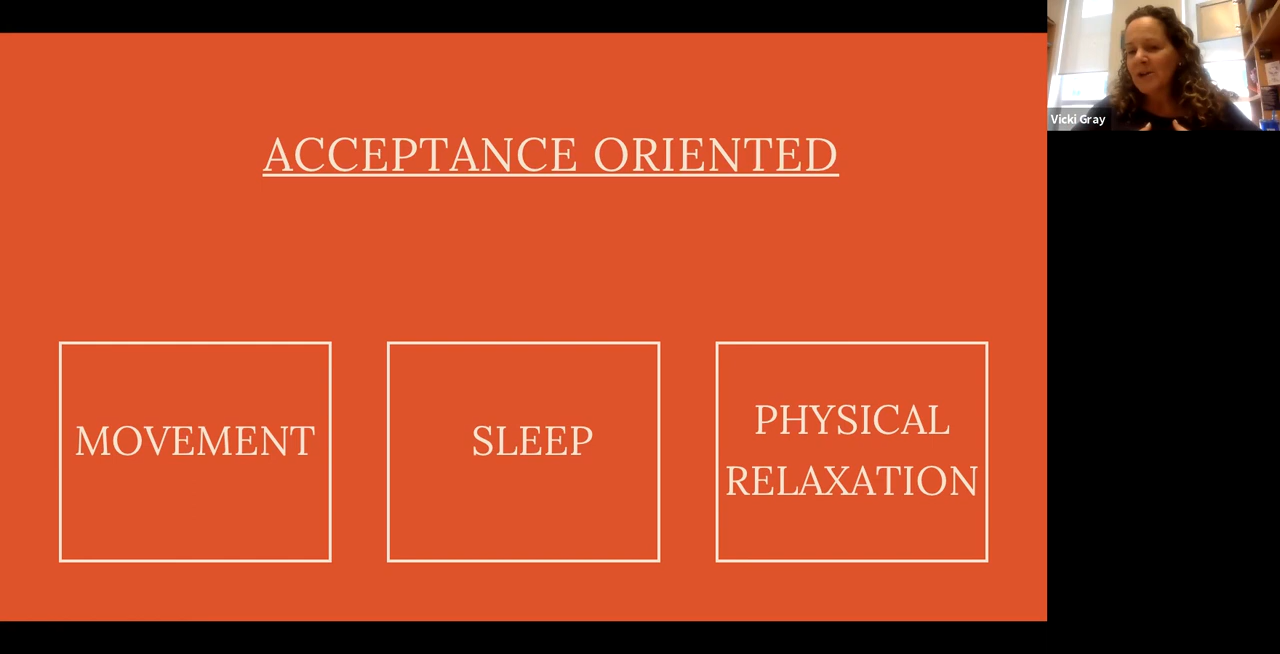 ACCEPTANCE ORIENTED
MOVEMENT
SLEEP
PHYSICAL
RELAXATION
Vicki Gray